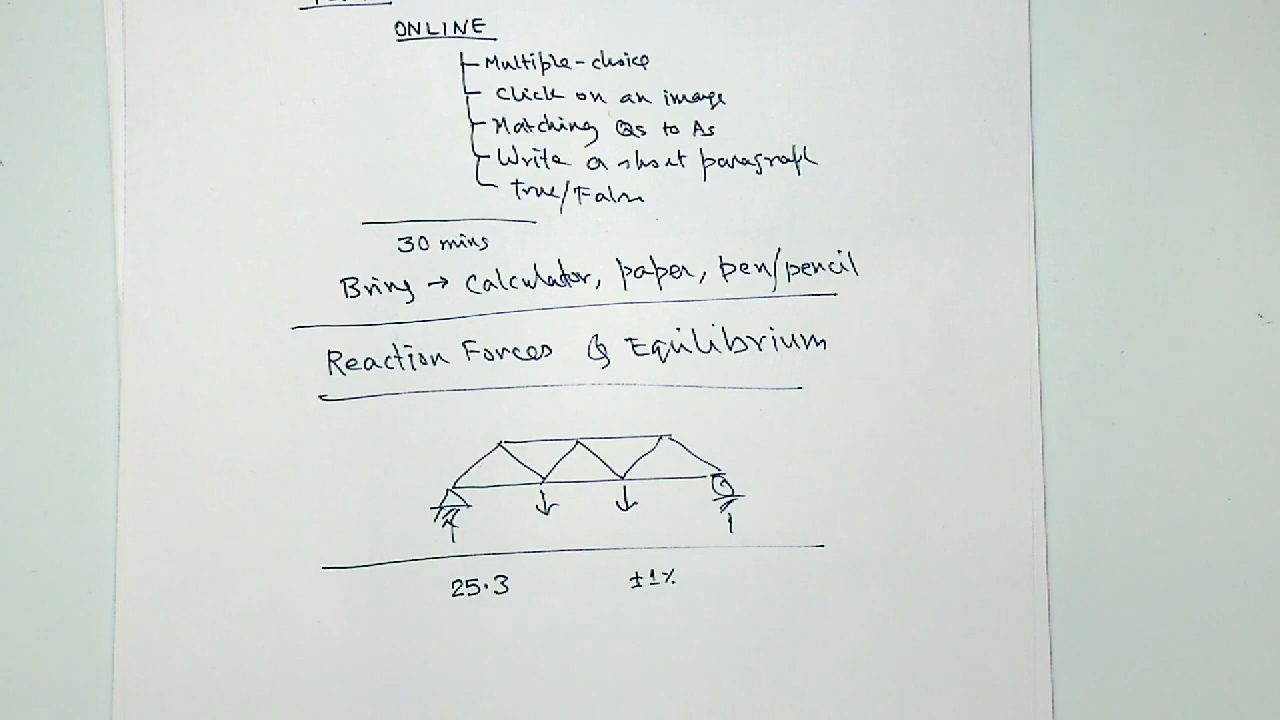 ONLINE
Multiple-choice
Click on an image
Matching Qs to As
Write a short paragraph
True/False
30 mins
Bring → Calculator, paper, pen/pencil
Reaction Forces & Equilibrium
25.3 ±1%